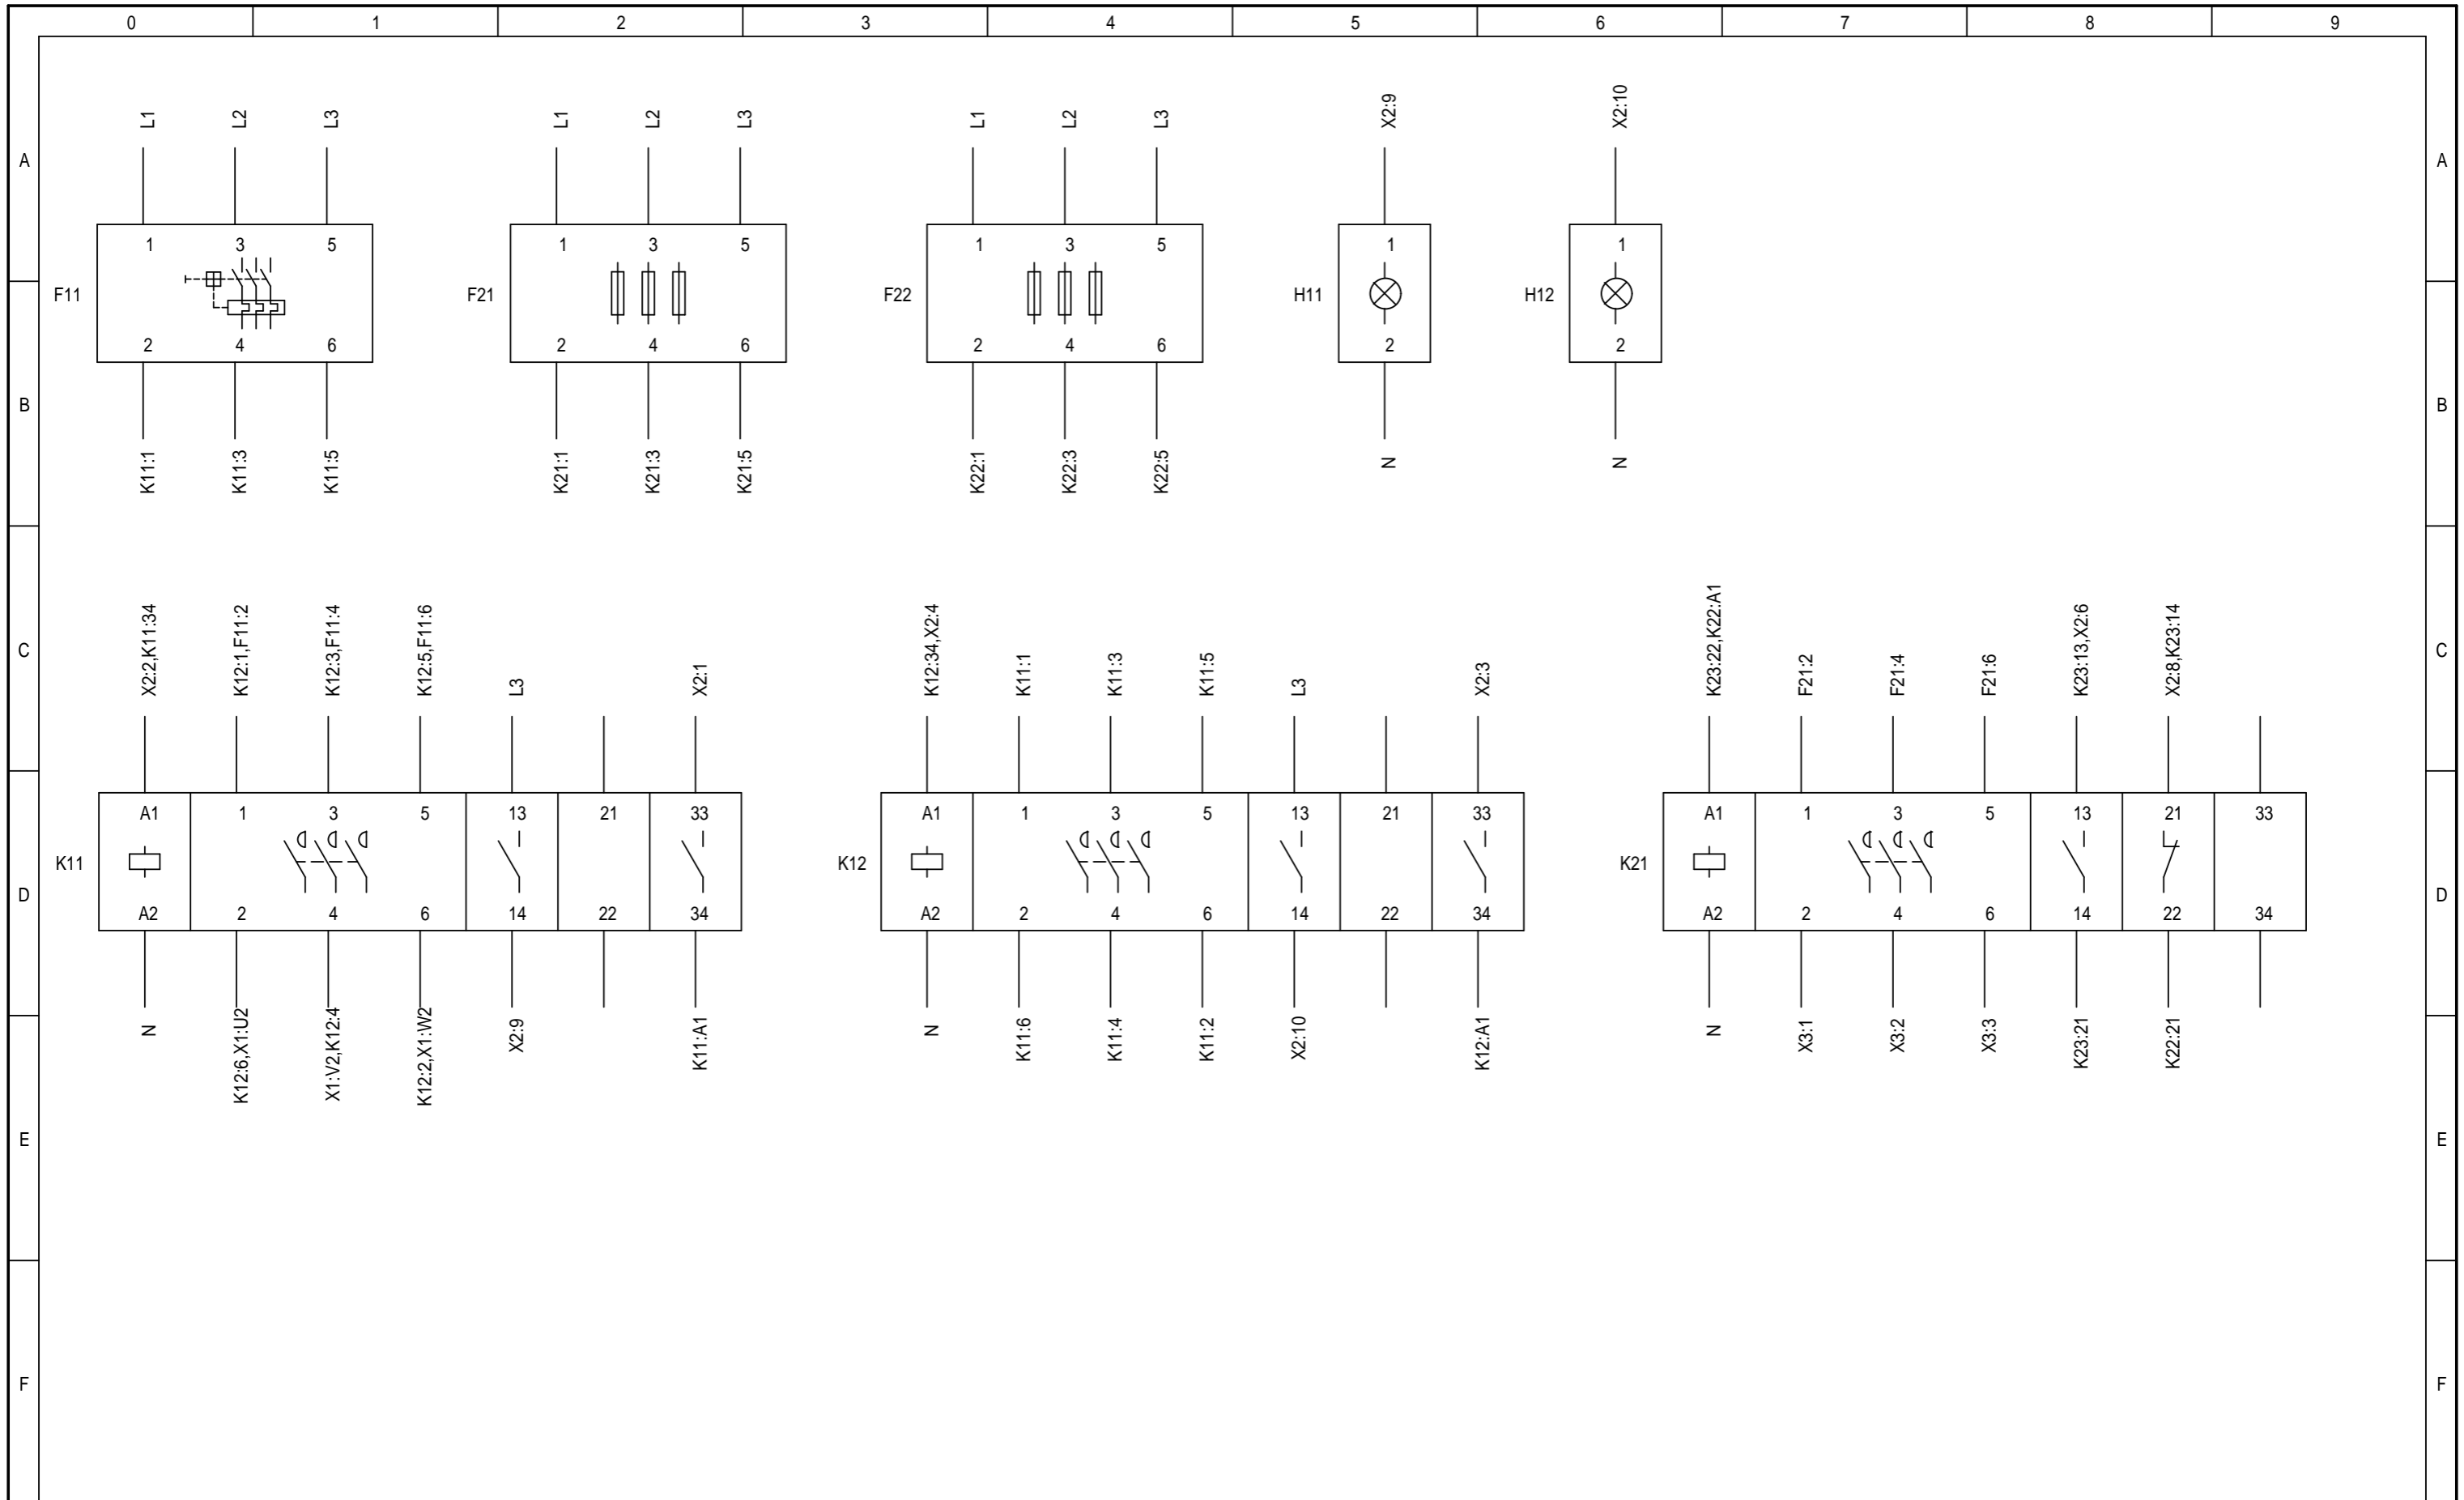 0 1 2 3 4 5 6 7 8 9
L1 L2 L3 L1 L2 L3 L1 L2 L3 X2:9 X2:10
A A
1 3 5 1 3 5 1 3 5 1 1
F11 F21 F22 H11 H12
2 4 6 2 4 6 2 4 6 2 2
B B
K11:1 K11:3 K11:5 K21:1 K21:3 K21:5 K22:1 K22:3 K22:5 N N
C C
X2:2,K11:34 K12:1,F11:2 K12:3,F11:4 K12:5,F11:6 L3 X2:1 K12:34,X2:4 K11:1 K11:3 K11:5 L3 X2:3 K23:22,K22:A1 F21:2 F21:4 F21:6 K23:13,X2:6 X2:8,K23:14
A1 1 3 5 13 21 33 A1 1 3 5 13 21 33 A1 1 3 5 13 21 33
K11 K12 K21
D D
A2 2 4 6 14 22 34 A2 2 4 6 14 22 34 A2 2 4 6 14 22 34
N K12:6,X1:U2 X1:V2,K12:4 K12:2,X1:W2 X2:9 K11:A1 N K11:6 K11:4 K11:2 X2:10 K12:A1 N X3:1 X3:2 X3:3 K23:21 K22:21
E E
F F